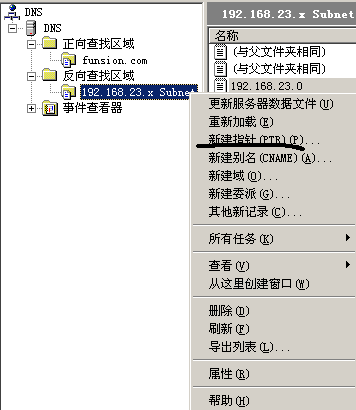 DNS
DNS
正向查找区域
funsion.com
反向查找区域
192.168.23.x Subnet
事件查看器
192.168.23.x Subnet
名称
(与父文件夹相同)
(与父文件夹相同)
192.168.23.0
更新服务器数据文件(U)
重新加载(E)
新建指针(PTR)(P)...
新建别名(CNAME)(A)...
新建域(O)...
新建委派(G)...
其他新记录(C)...
所有任务(K)
查看(V)
从这里创建窗口(W)
删除(D)
刷新(F)
导出列表(L)...
属性(R)
帮助(H)